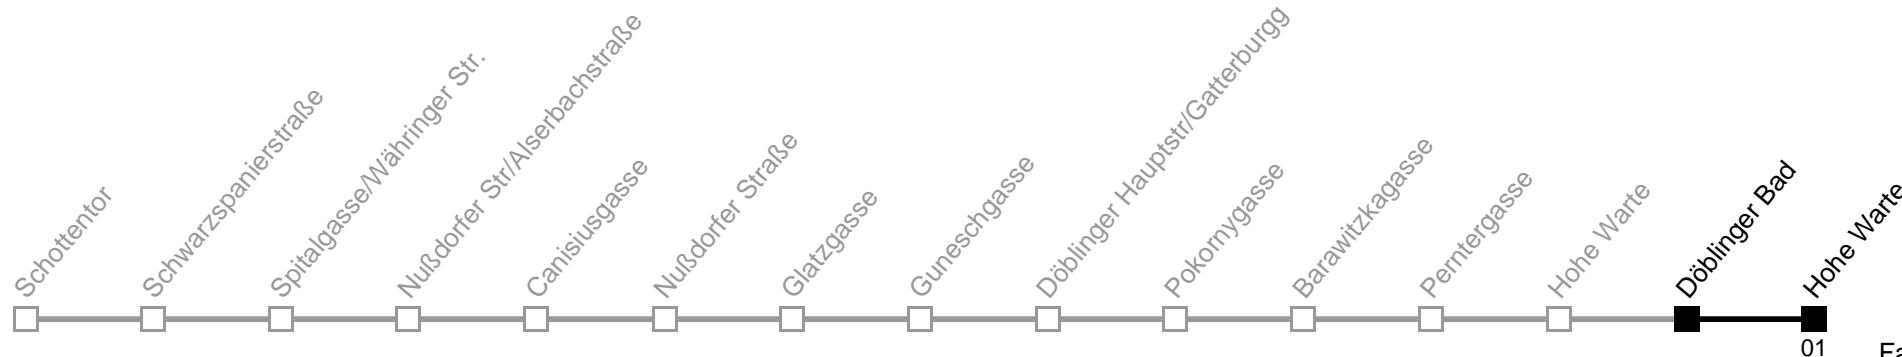 Schottentor
Schwarzspanierstraße
Spitalgasse/Währinger Str.
Nußdorfer Str/Alserbachstraße
Canisiusgasse
Nußdorfer Straße
Glatzgasse
Guneschgasse
Döblinger Hauptstr/Gatterburgg
Pokornygasse
Barawitzkagasse
Perntergasse
Hohe Warte
Döblinger Bad
Hohe Warte
01